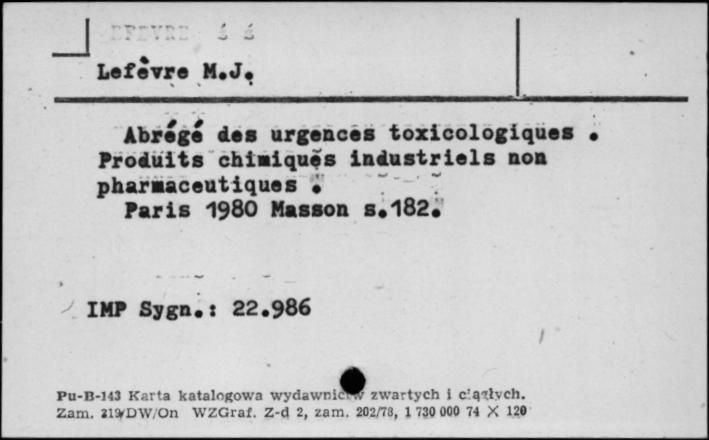 Lefèvre M.J.
Abrégé des urgences toxicologiques .
Produits chimiques industriels non
pharmaceutiques .
Paris 1980 Masson s.182.
IMP Sygn.: 22.986
Pu-B-143 Karta katalogowa wydawnictw zwartych i ciągłych.
Zam. 219/DW/On WZGraf. Z-d 2, zam. 202/78, 1 730 000 74 X 120